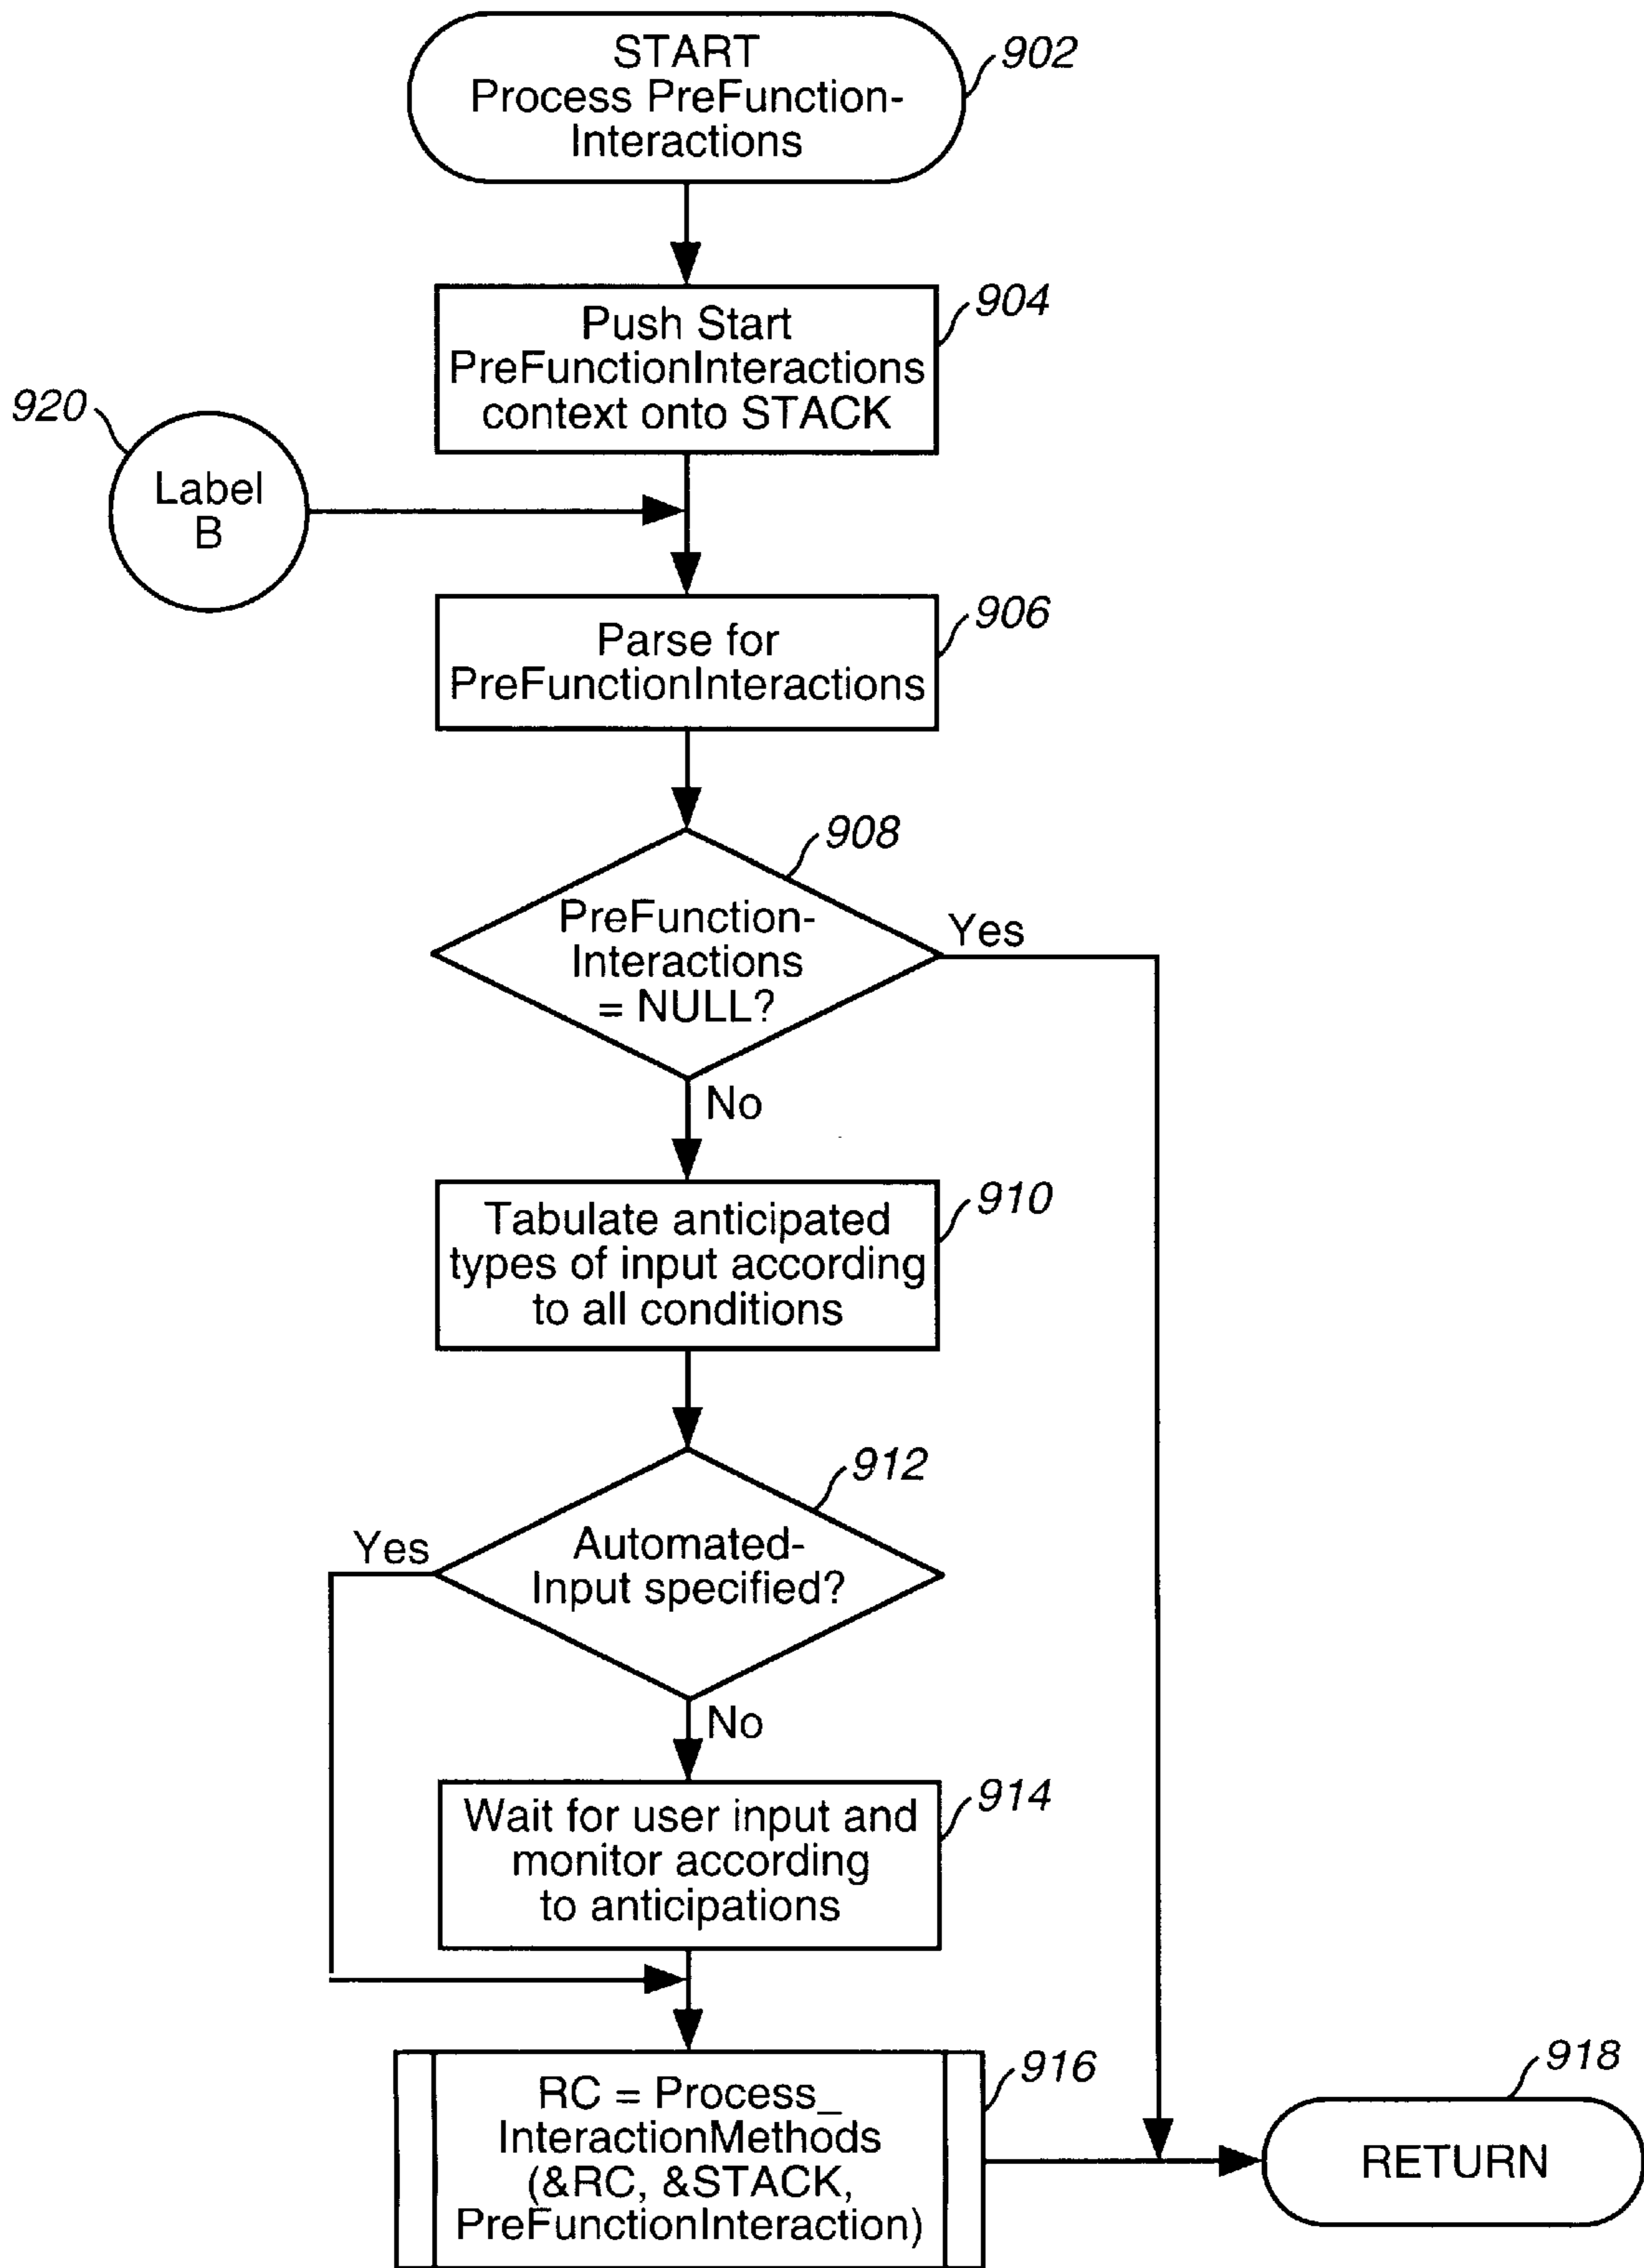 START
Process PreFunction-
Interactions
902
Push Start
PreFunctionInteractions
context onto STACK
904
920
Label
B
Parse for
PreFunctionInteractions
906
908
PreFunction-
Interactions
= NULL?
Yes
No
Tabulate anticipated
types of input according
to all conditions
910
912
Automated-
Input specified?
Yes
No
Wait for user input and
monitor according
to anticipations
914
RC = Process_
InteractionMethods
(&RC, &STACK,
PreFunctionInteraction)
916
918
RETURN